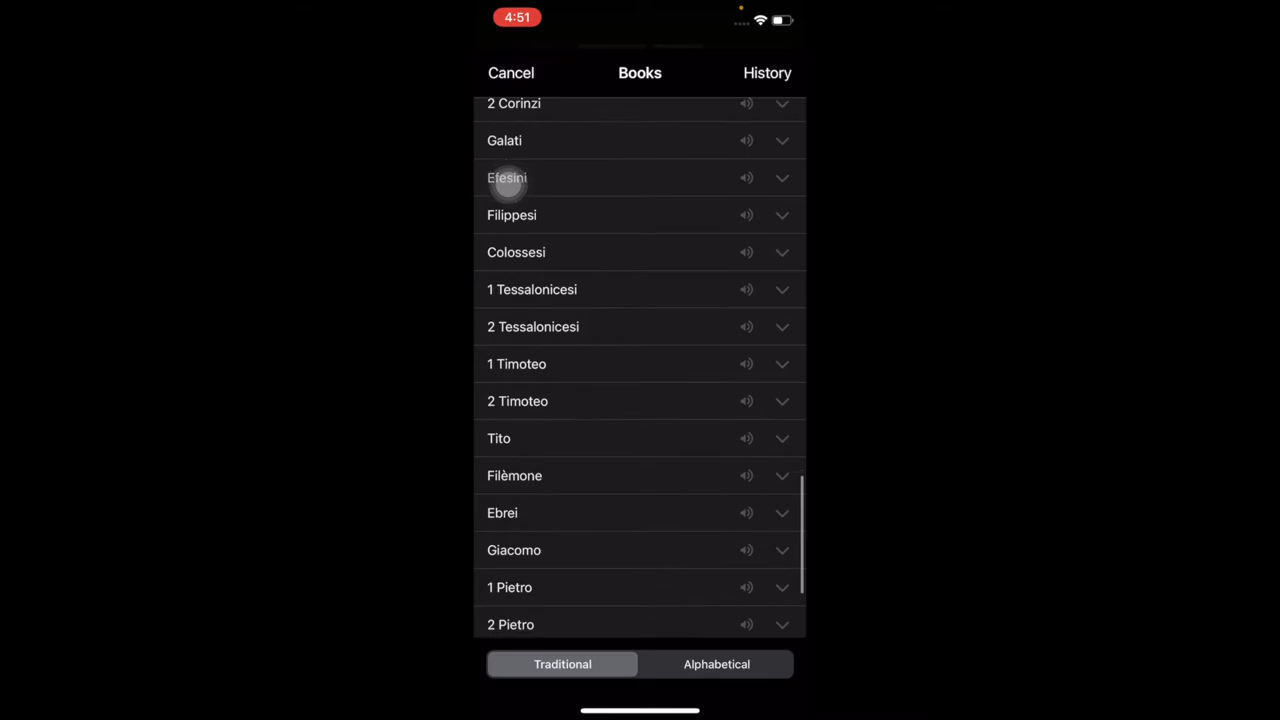 4:51
Cancel Books History
2 Corinzi
Galati
Efesini
Filippesi
Colossesi
1 Tessalonicesi
2 Tessalonicesi
1 Timoteo
2 Timoteo
Tito
Filèmone
Ebrei
Giacomo
1 Pietro
2 Pietro
Traditional Alphabetical